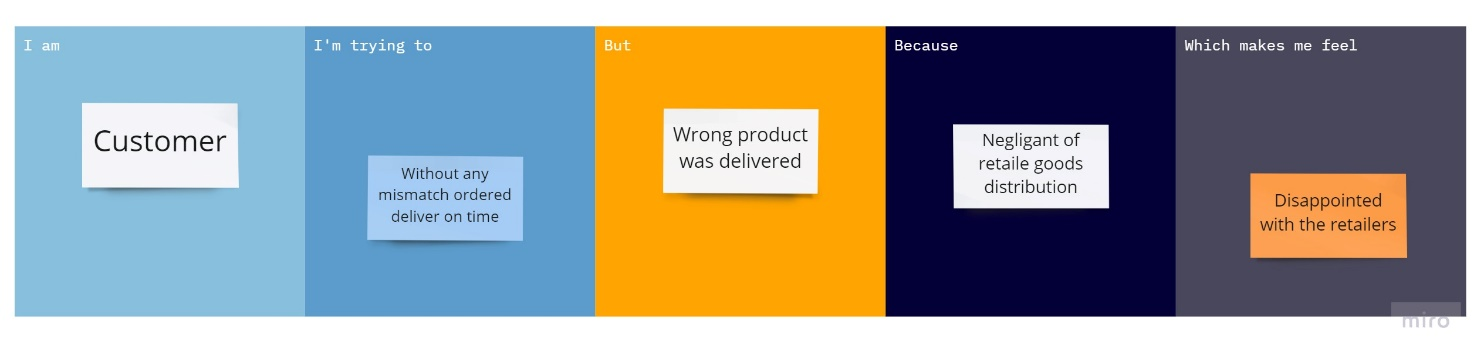 I am
Customer
I'm trying to
Without any
mismatch ordered
deliver on time
But
Wrong product
was delivered
Because
Negligant of
retaile goods
distribution
Which makes me feel
Disappointed
with the retailers
miro